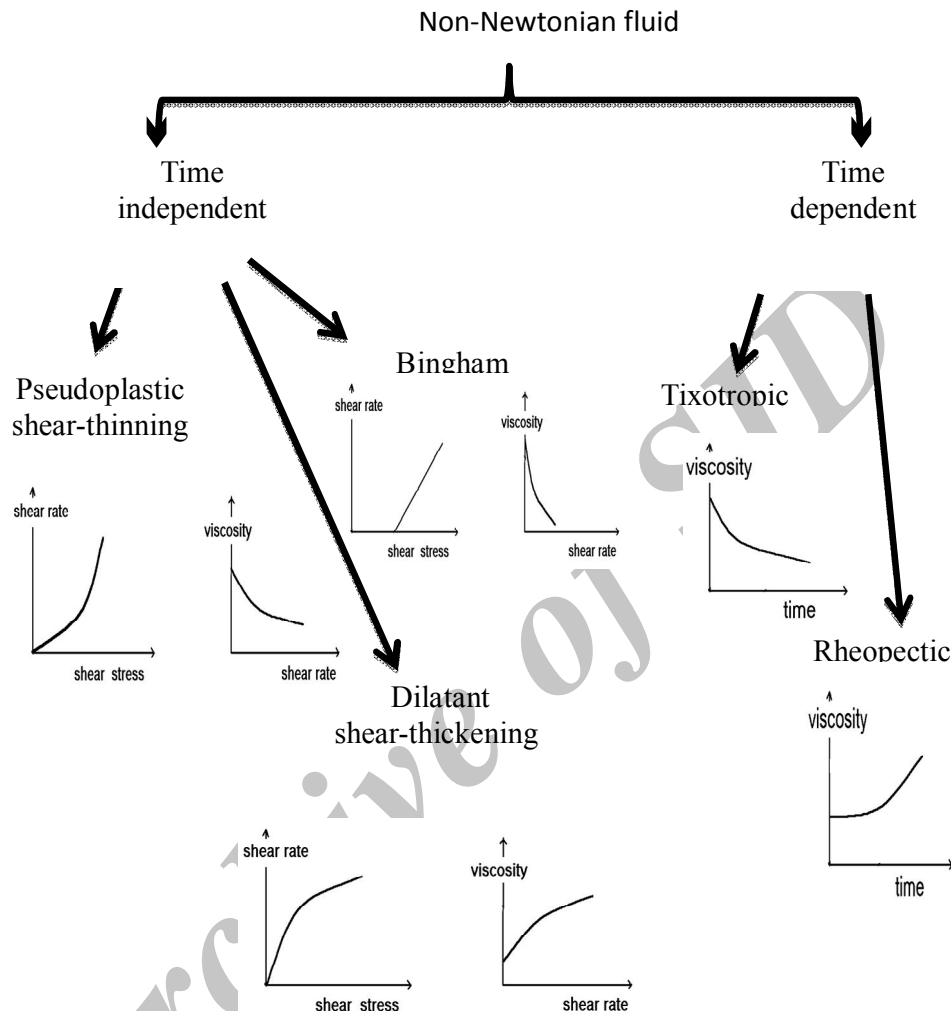 Non-Newtonian fluid
Time
independent
Time
dependent
Pseudoplastic
shear-thinning
shear rate
shear stress
viscosity
shear rate
Bingham
shear rate
shear stress
viscosity
shear rate
Dilatant
shear-thickening
shear rate
shear stress
viscosity
shear rate
Tixotropic
viscosity
time
Rheopectic
viscosity
time
SID